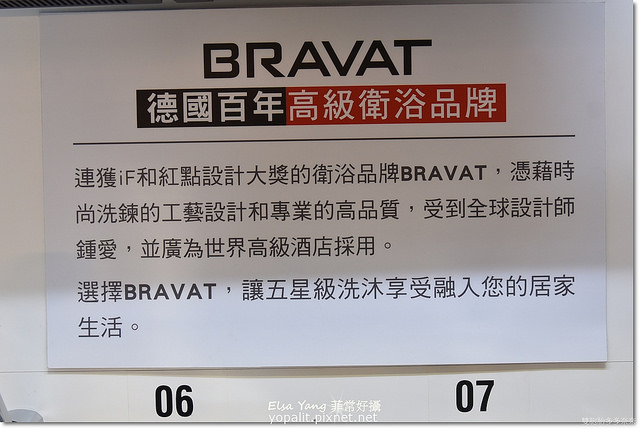 BRAVAT
德國百年高級衛浴品牌
連獲iF和紅點設計大獎的衛浴品牌BRAVAT，憑藉時
尚洗鍊的工藝設計和專業的高品質，受到全球設計師
鍾愛，並廣為世界高級酒店採用。
選擇BRAVAT，讓五星級洗沐享受融入您的居家
生活。
06 07
Elsa Yang 菲常好攝
yopalit.pixnet.net